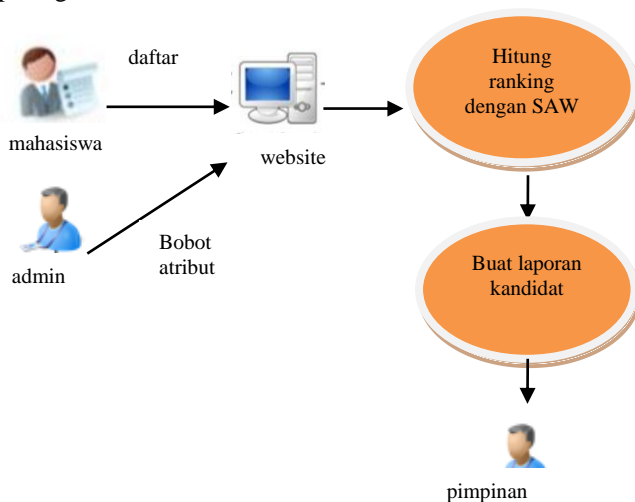 daftar
mahasiswa
website
Hitung
ranking
dengan SAW
admin
Bobot
atribut
Buat laporan
kandidat
pimpinan